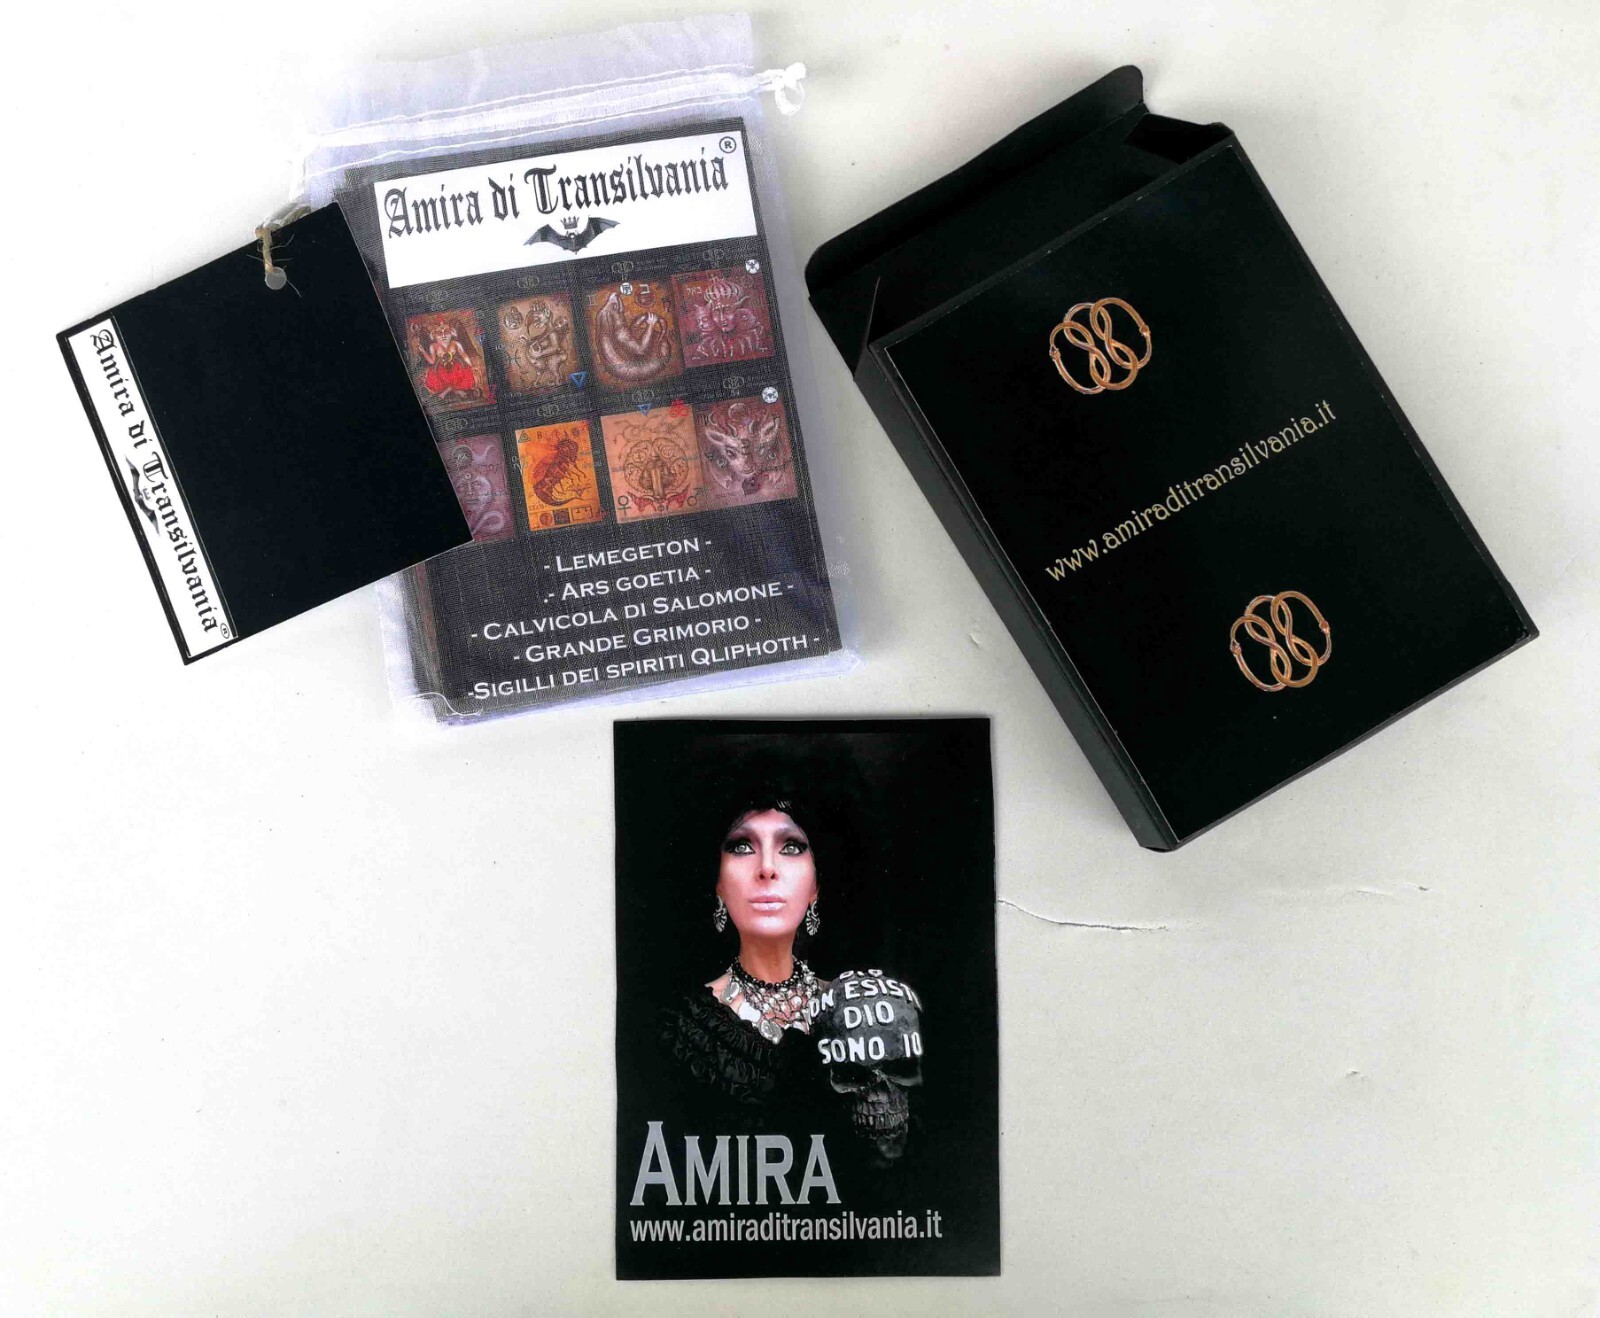 Amira di Transilvania®
- LEMEGETON -
.- ARS GOETIA -
- CALVICOLA DI SALOMONE -
- GRANDE GRIMORIO -
-SIGILLI DEI SPIRITI QLIPHOTH -
Amira di Transilvania®
www.amiraditransilvania.it
ON ESIST
DIO
SONO IO
AMIRA
www.amiraditransilvania.it